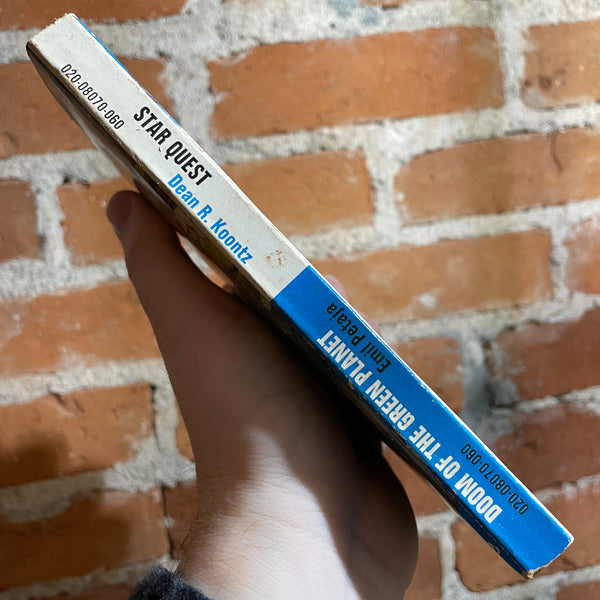 020-08070-060
STAR QUEST
Dean R. Koontz
DOOM OF THE GREEN PLANET
Emil Petaja
020-08070-060